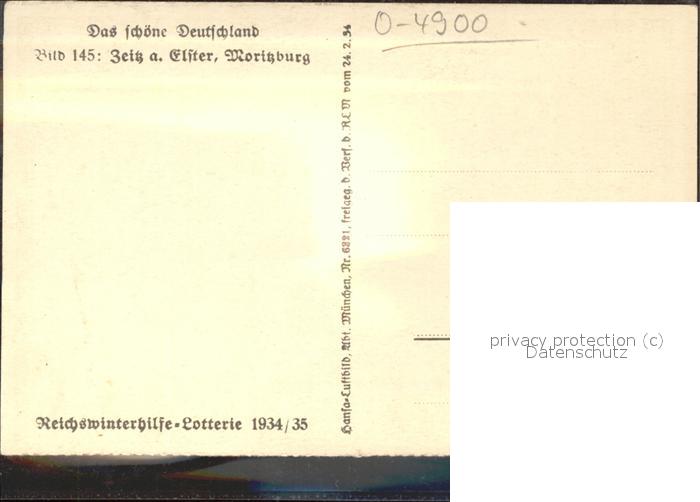 Das schöne Deutschland
Bild 145: Zeitz a. Elster, Moritzburg
Reichswinterhilfe-Lotterie 1934/35
Hansa-Luftbild, Abt. München, Nr. 6821, freigeg. d. Verf. d. RLM vom 24. 2. 34
O-4900
privacy protection (c)
Datenschutz